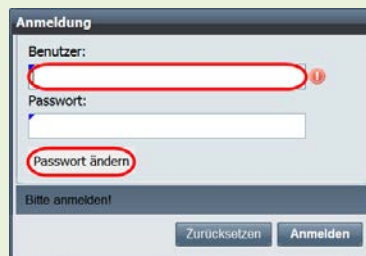 Anmeldung
Benutzer:
Passwort:
Passwort ändern
Bitte anmelden!
Zurücksetzen Anmelden